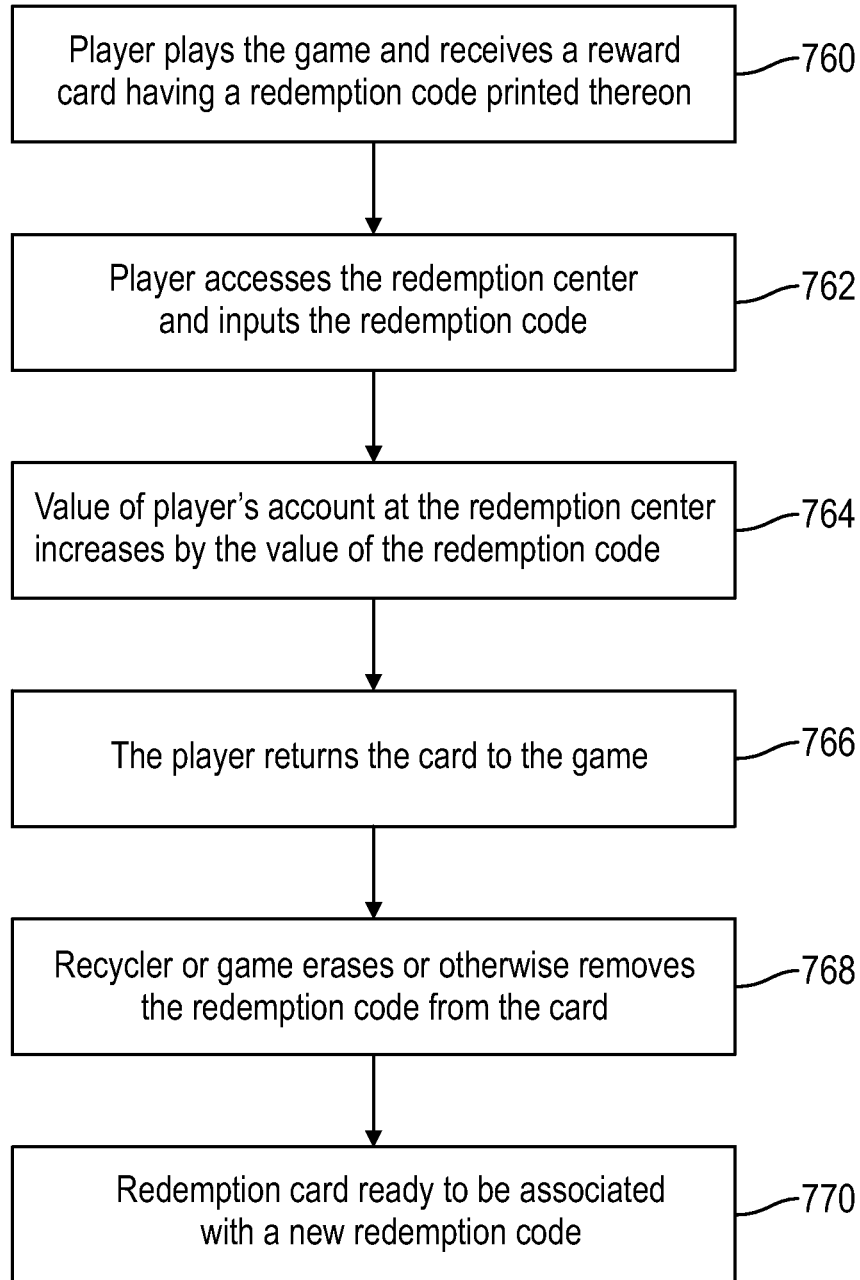 Player plays the game and receives a reward
card having a redemption code printed thereon
760
Player accesses the redemption center
and inputs the redemption code
762
Value of player’s account at the redemption center
increases by the value of the redemption code
764
The player returns the card to the game
766
Recycler or game erases or otherwise removes
the redemption code from the card
768
Redemption card ready to be associated
with a new redemption code
770